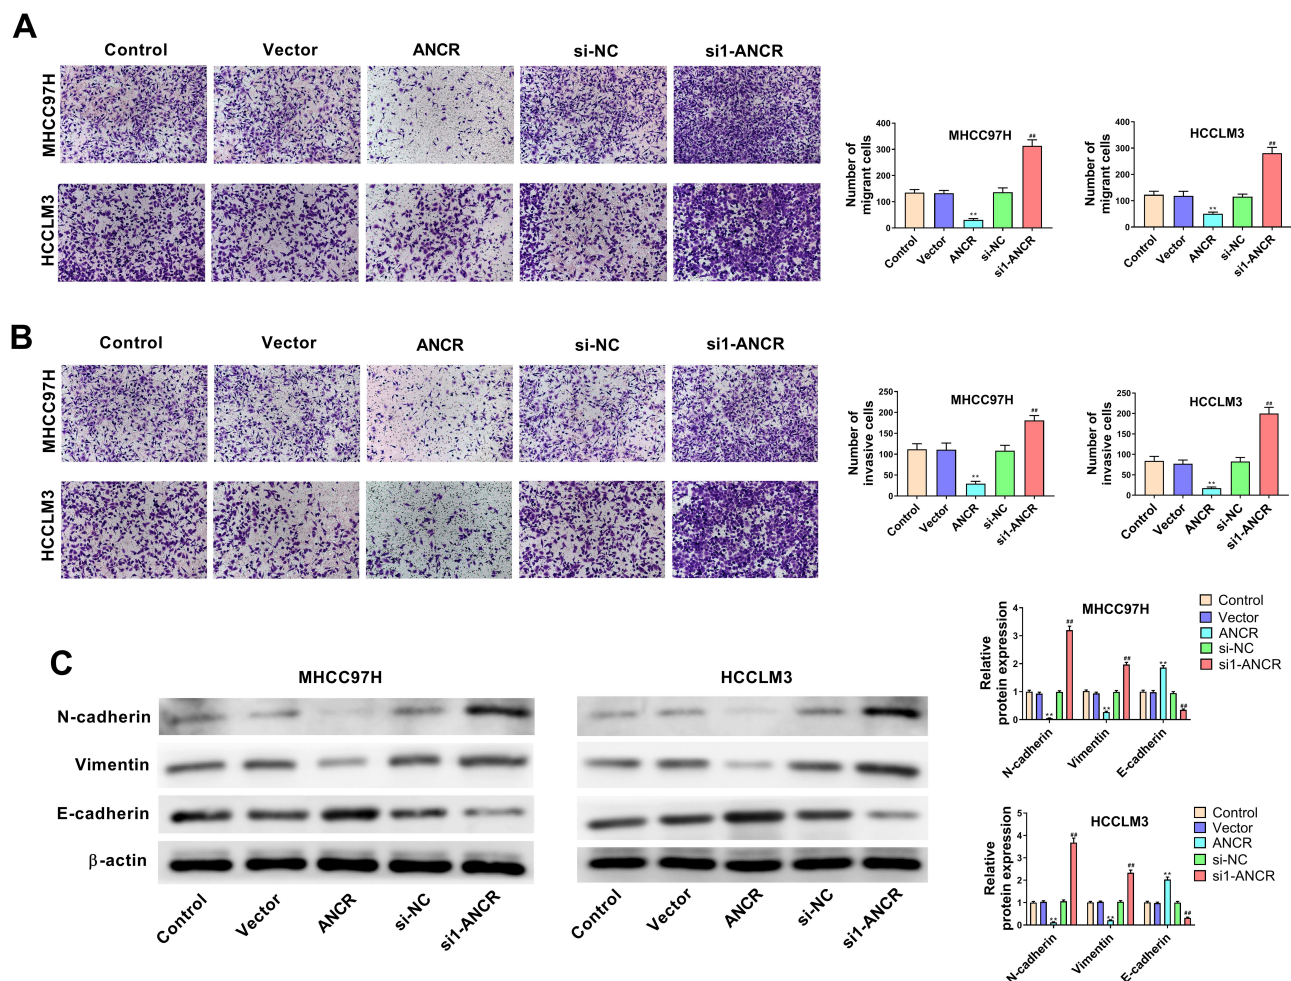 A
Control Vector ANCR si-NC si1-ANCR
MHCC97H
HCCLM3
MHCC97H
Number of
migrant cells
400
300
200
100
0
**
##
Control Vector ANCR si-NC si1-ANCR
HCCLM3
Number of
migrant cells
400
300
200
100
0
**
##
Control Vector ANCR si-NC si1-ANCR
B
Control Vector ANCR si-NC si1-ANCR
MHCC97H
HCCLM3
MHCC97H
Number of
invasive cells
250
200
150
100
50
0
**
##
Control Vector ANCR si-NC si1-ANCR
HCCLM3
Number of
invasive cells
250
200
150
100
50
0
**
##
Control Vector ANCR si-NC si1-ANCR
C
MHCC97H HCCLM3
N-cadherin
Vimentin
E-cadherin
β-actin
Control Vector ANCR si-NC si1-ANCR
Control Vector ANCR si-NC si1-ANCR
MHCC97H
Relative
protein expression
4
3
2
1
0
** ## ** ## ** ##
N-cadherin Vimentin E-cadherin
Control
Vector
ANCR
si-NC
si1-ANCR
HCCLM3
Relative
protein expression
5
4
3
2
1
0
** ## ** ## ** ##
N-cadherin Vimentin E-cadherin
Control
Vector
ANCR
si-NC
si1-ANCR